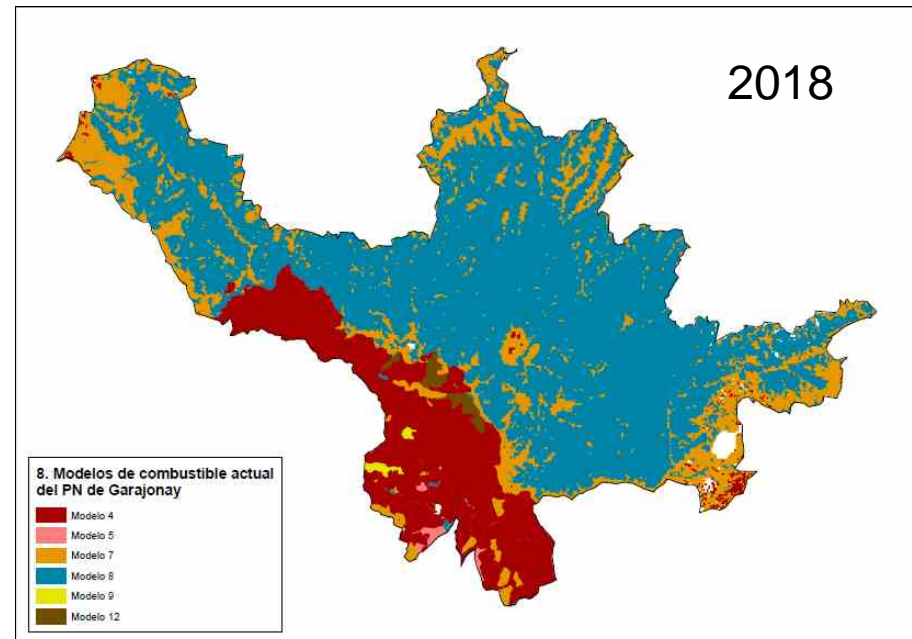 2018
8. Modelos de combustible actual
del PN de Garajonay
Modelo 4
Modelo 5
Modelo 7
Modelo 8
Modelo 9
Modelo 12